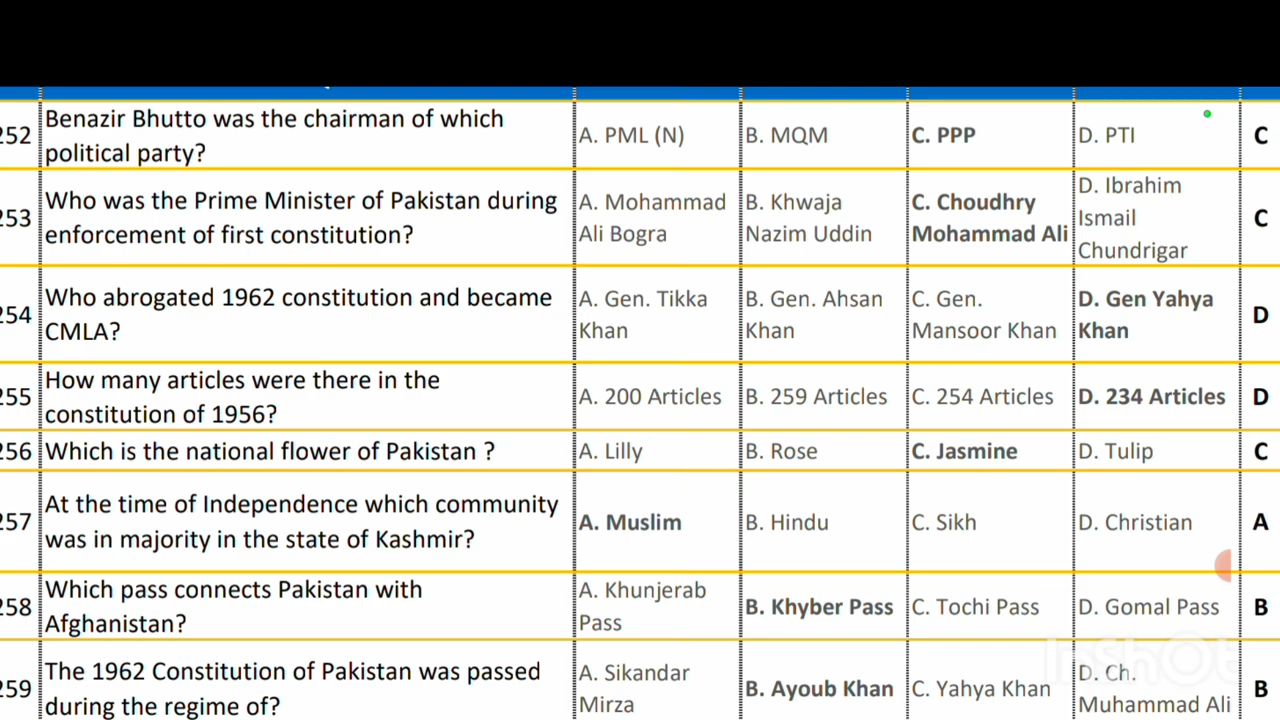 252 Benazir Bhutto was the chairman of which political party? A. PML (N) B. MQM C. PPP D. PTI C
253 Who was the Prime Minister of Pakistan during enforcement of first constitution? A. Mohammad Ali Bogra B. Khwaja Nazim Uddin C. Choudhry Mohammad Ali D. Ibrahim Ismail Chundrigar C
254 Who abrogated 1962 constitution and became CMLA? A. Gen. Tikka Khan B. Gen. Ahsan Khan C. Gen. Mansoor Khan D. Gen Yahya Khan D
255 How many articles were there in the constitution of 1956? A. 200 Articles B. 259 Articles C. 254 Articles D. 234 Articles D
256 Which is the national flower of Pakistan ? A. Lilly B. Rose C. Jasmine D. Tulip C
257 At the time of Independence which community was in majority in the state of Kashmir? A. Muslim B. Hindu C. Sikh D. Christian A
258 Which pass connects Pakistan with Afghanistan? A. Khunjerab Pass B. Khyber Pass C. Tochi Pass D. Gomal Pass B
259 The 1962 Constitution of Pakistan was passed during the regime of? A. Sikandar Mirza B. Ayoub Khan C. Yahya Khan D. Ch. Muhammad Ali B
InShOt